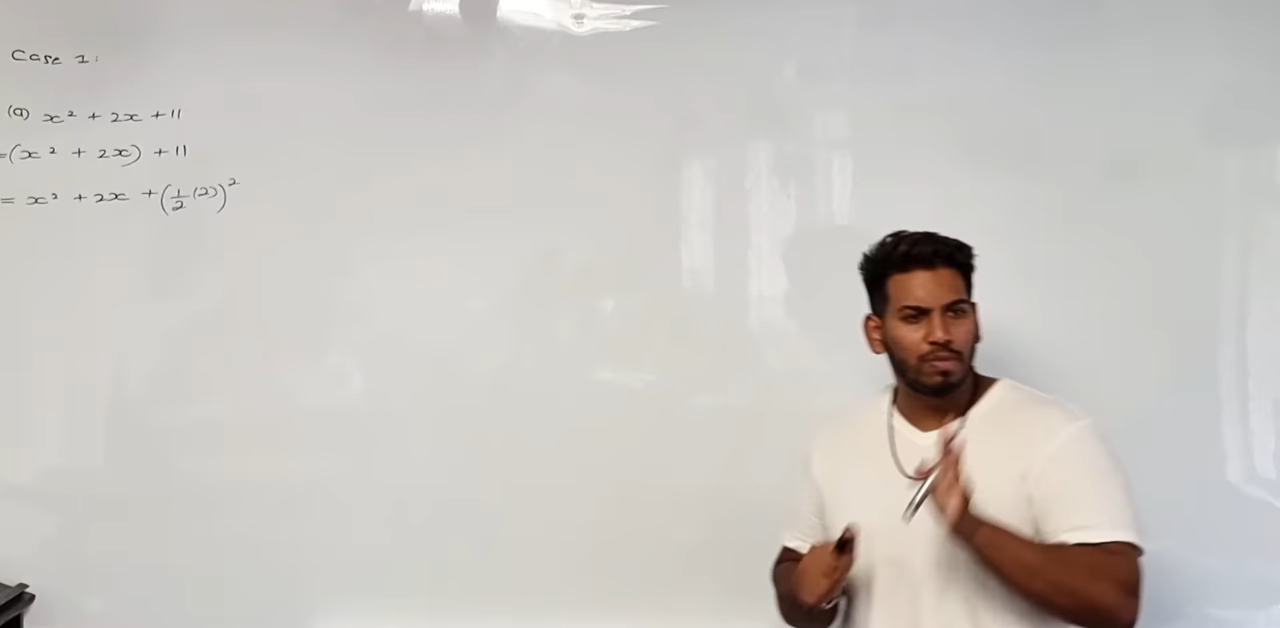 Case 1:
(a) x² + 2x + 11
=(x² + 2x) + 11
= x² + 2x + (1/2(2))²